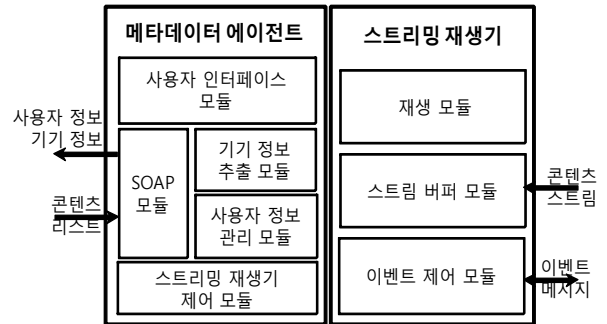 메타데이터 에이전트
사용자 인터페이스
모듈
사용자 정보
기기 정보
콘텐츠
리스트
SOAP
모듈
기기 정보
추출 모듈
사용자 정보
관리 모듈
스트리밍 재생기
제어 모듈
스트리밍 재생기
재생 모듈
스트림 버퍼 모듈
콘텐츠
스트림
이벤트 제어 모듈
이벤트
메시지